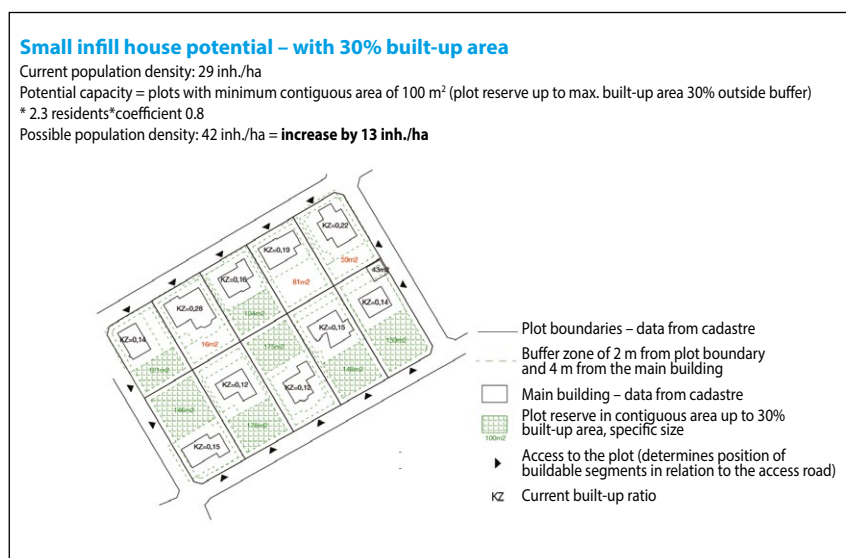 Small infill house potential – with 30% built-up area
Current population density: 29 inh./ha
Potential capacity = plots with minimum contiguous area of 100 m² (plot reserve up to max. built-up area 30% outside buffer)
* 2.3 residents*coefficient 0.8
Possible population density: 42 inh./ha = increase by 13 inh./ha
KZ=0,22
KZ=0,19
59m2
43m2
KZ=0,16
81m2
KZ=0,14
KZ=0,28
104m2
KZ=0,15
150m2
KZ=0,14
16m2
175m2
148m2
KZ=0,12
KZ=0,12
178m2
KZ=0,15
Plot boundaries – data from cadastre
Buffer zone of 2 m from plot boundary
and 4 m from the main building
Main building – data from cadastre
Plot reserve in contiguous area up to 30%
built-up area, specific size
100m2
Access to the plot (determines position of
buildable segments in relation to the access road)
KZ
Current built-up ratio